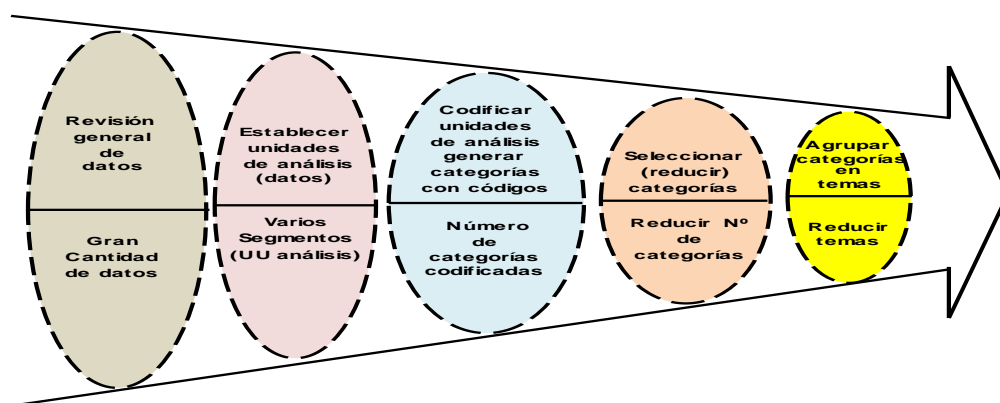 Revisión
general
de
datos
Gran
Cantidad
de datos
Establecer
unidades
de análisis
(datos)
Varios
Segmentos
(UU análisis)
Codificar
unidades
de análisis
generar
categorías
con códigos
Número
de
categorías
codificadas
Seleccionar
(reducir)
categorías
Reducir Nº
de
categorías
Agrupar
categorías
en
temas
Reducir
temas